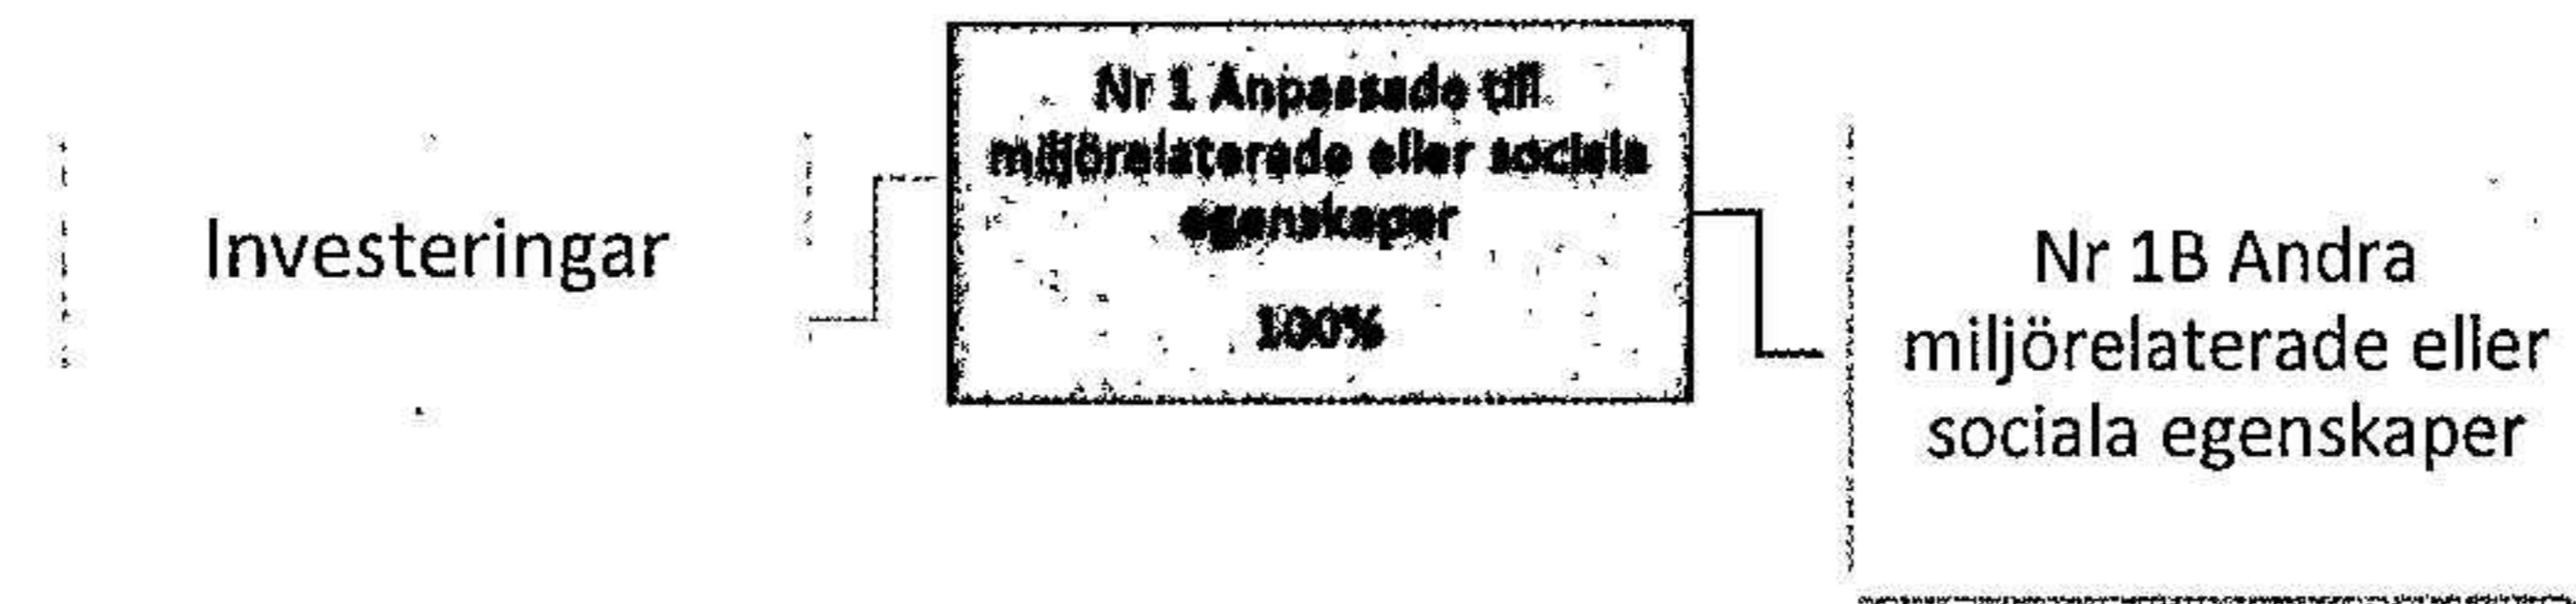 Investeringar
Nr 1 Anpassade till
miljörelaterade eller sociala
egenskaper
100%
Nr 1B Andra
miljörelaterade eller
sociala egenskaper